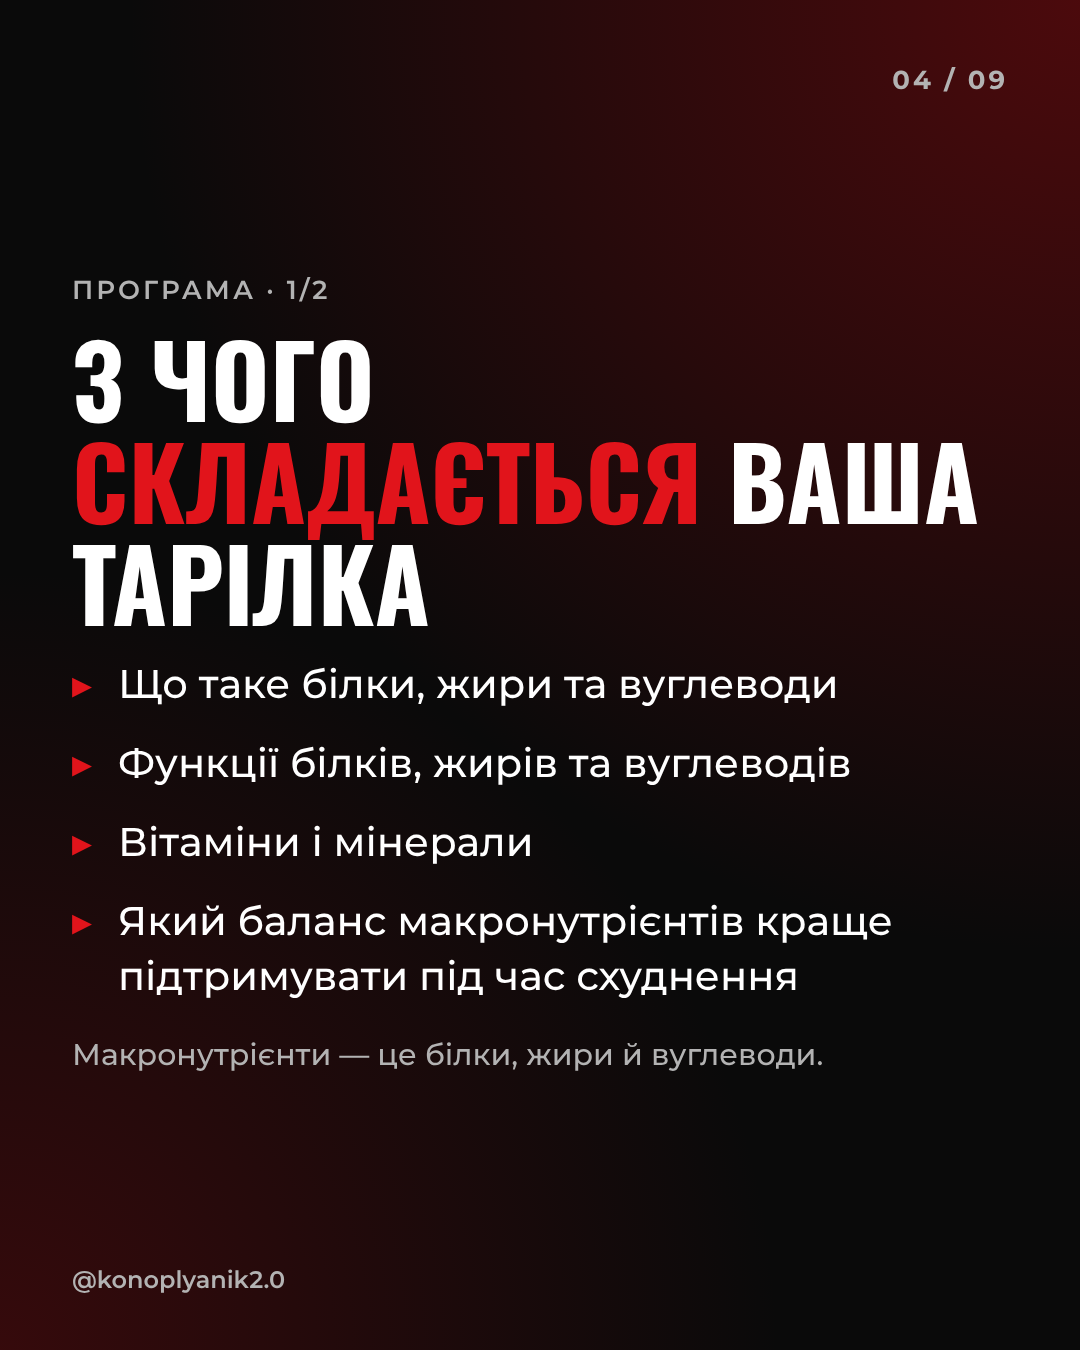 04 / 09
ПРОГРАМА · 1/2
З ЧОГО
СКЛАДАЄТЬСЯ ВАША
ТАРІЛКА
▶ Що таке білки, жири та вуглеводи
▶ Функції білків, жирів та вуглеводів
▶ Вітаміни і мінерали
▶ Який баланс макронутрієнтів краще
підтримувати під час схуднення
Макронутрієнти — це білки, жири й вуглеводи.
@konoplyanik2.0